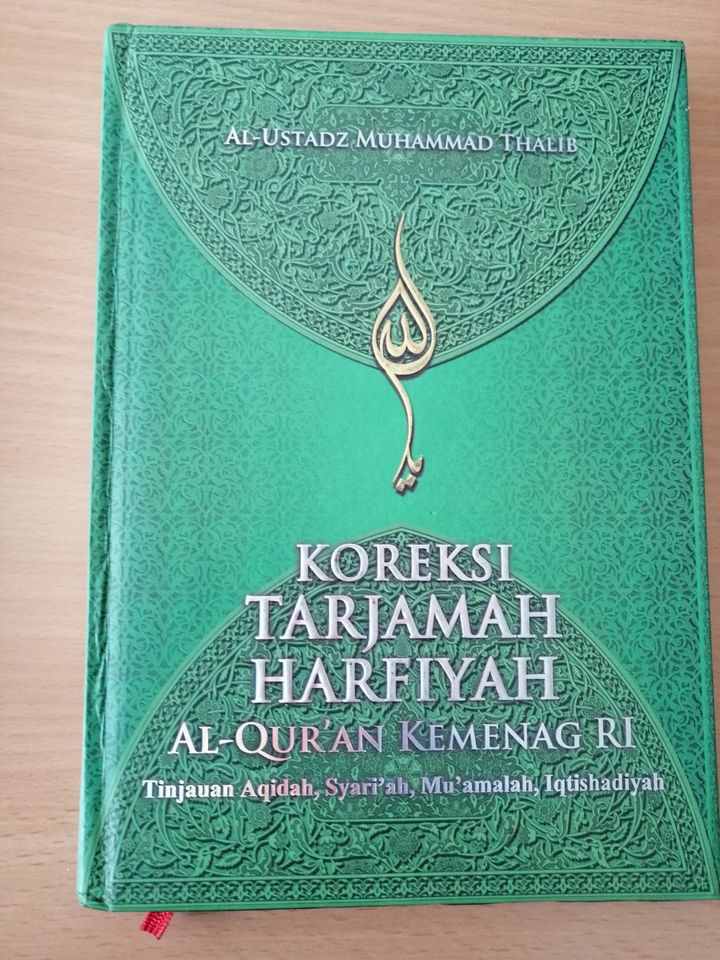 AL-USTADZ MUHAMMAD THALIB
KOREKSI
TARJAMAH
HARFIYAH
AL-QUR'AN KEMENAG RI
Tinjauan Aqidah, Syari'ah, Mu'amalah, Iqtishadiyah